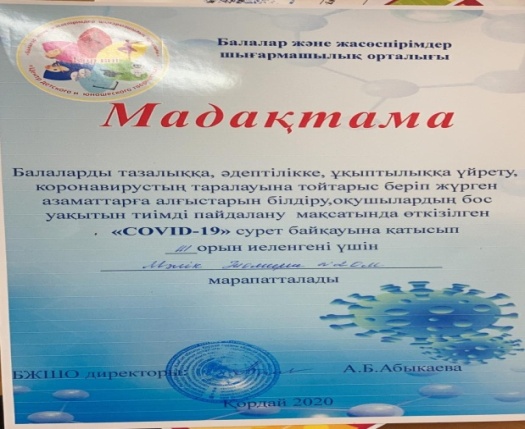 Балалар және жасөспірімдер
шығармашылық орталығы
Мадақтама
Балаларды тазалыққа, әдептілікке, ұқыптылыққа үйрету,
коронавирустың таралауына тойтарыс беріп жүрген
азаматтарға алғыстарын білдіру,оқушылардың бос
уақытын тиімді пайдалану мақсатында өткізілген
. «COVID-19» сурет байқауына қатысып
III орын иеленгені үшін
марапатталады
БЖШО директоры: А.Б.Абыкаева
Қордай 2020